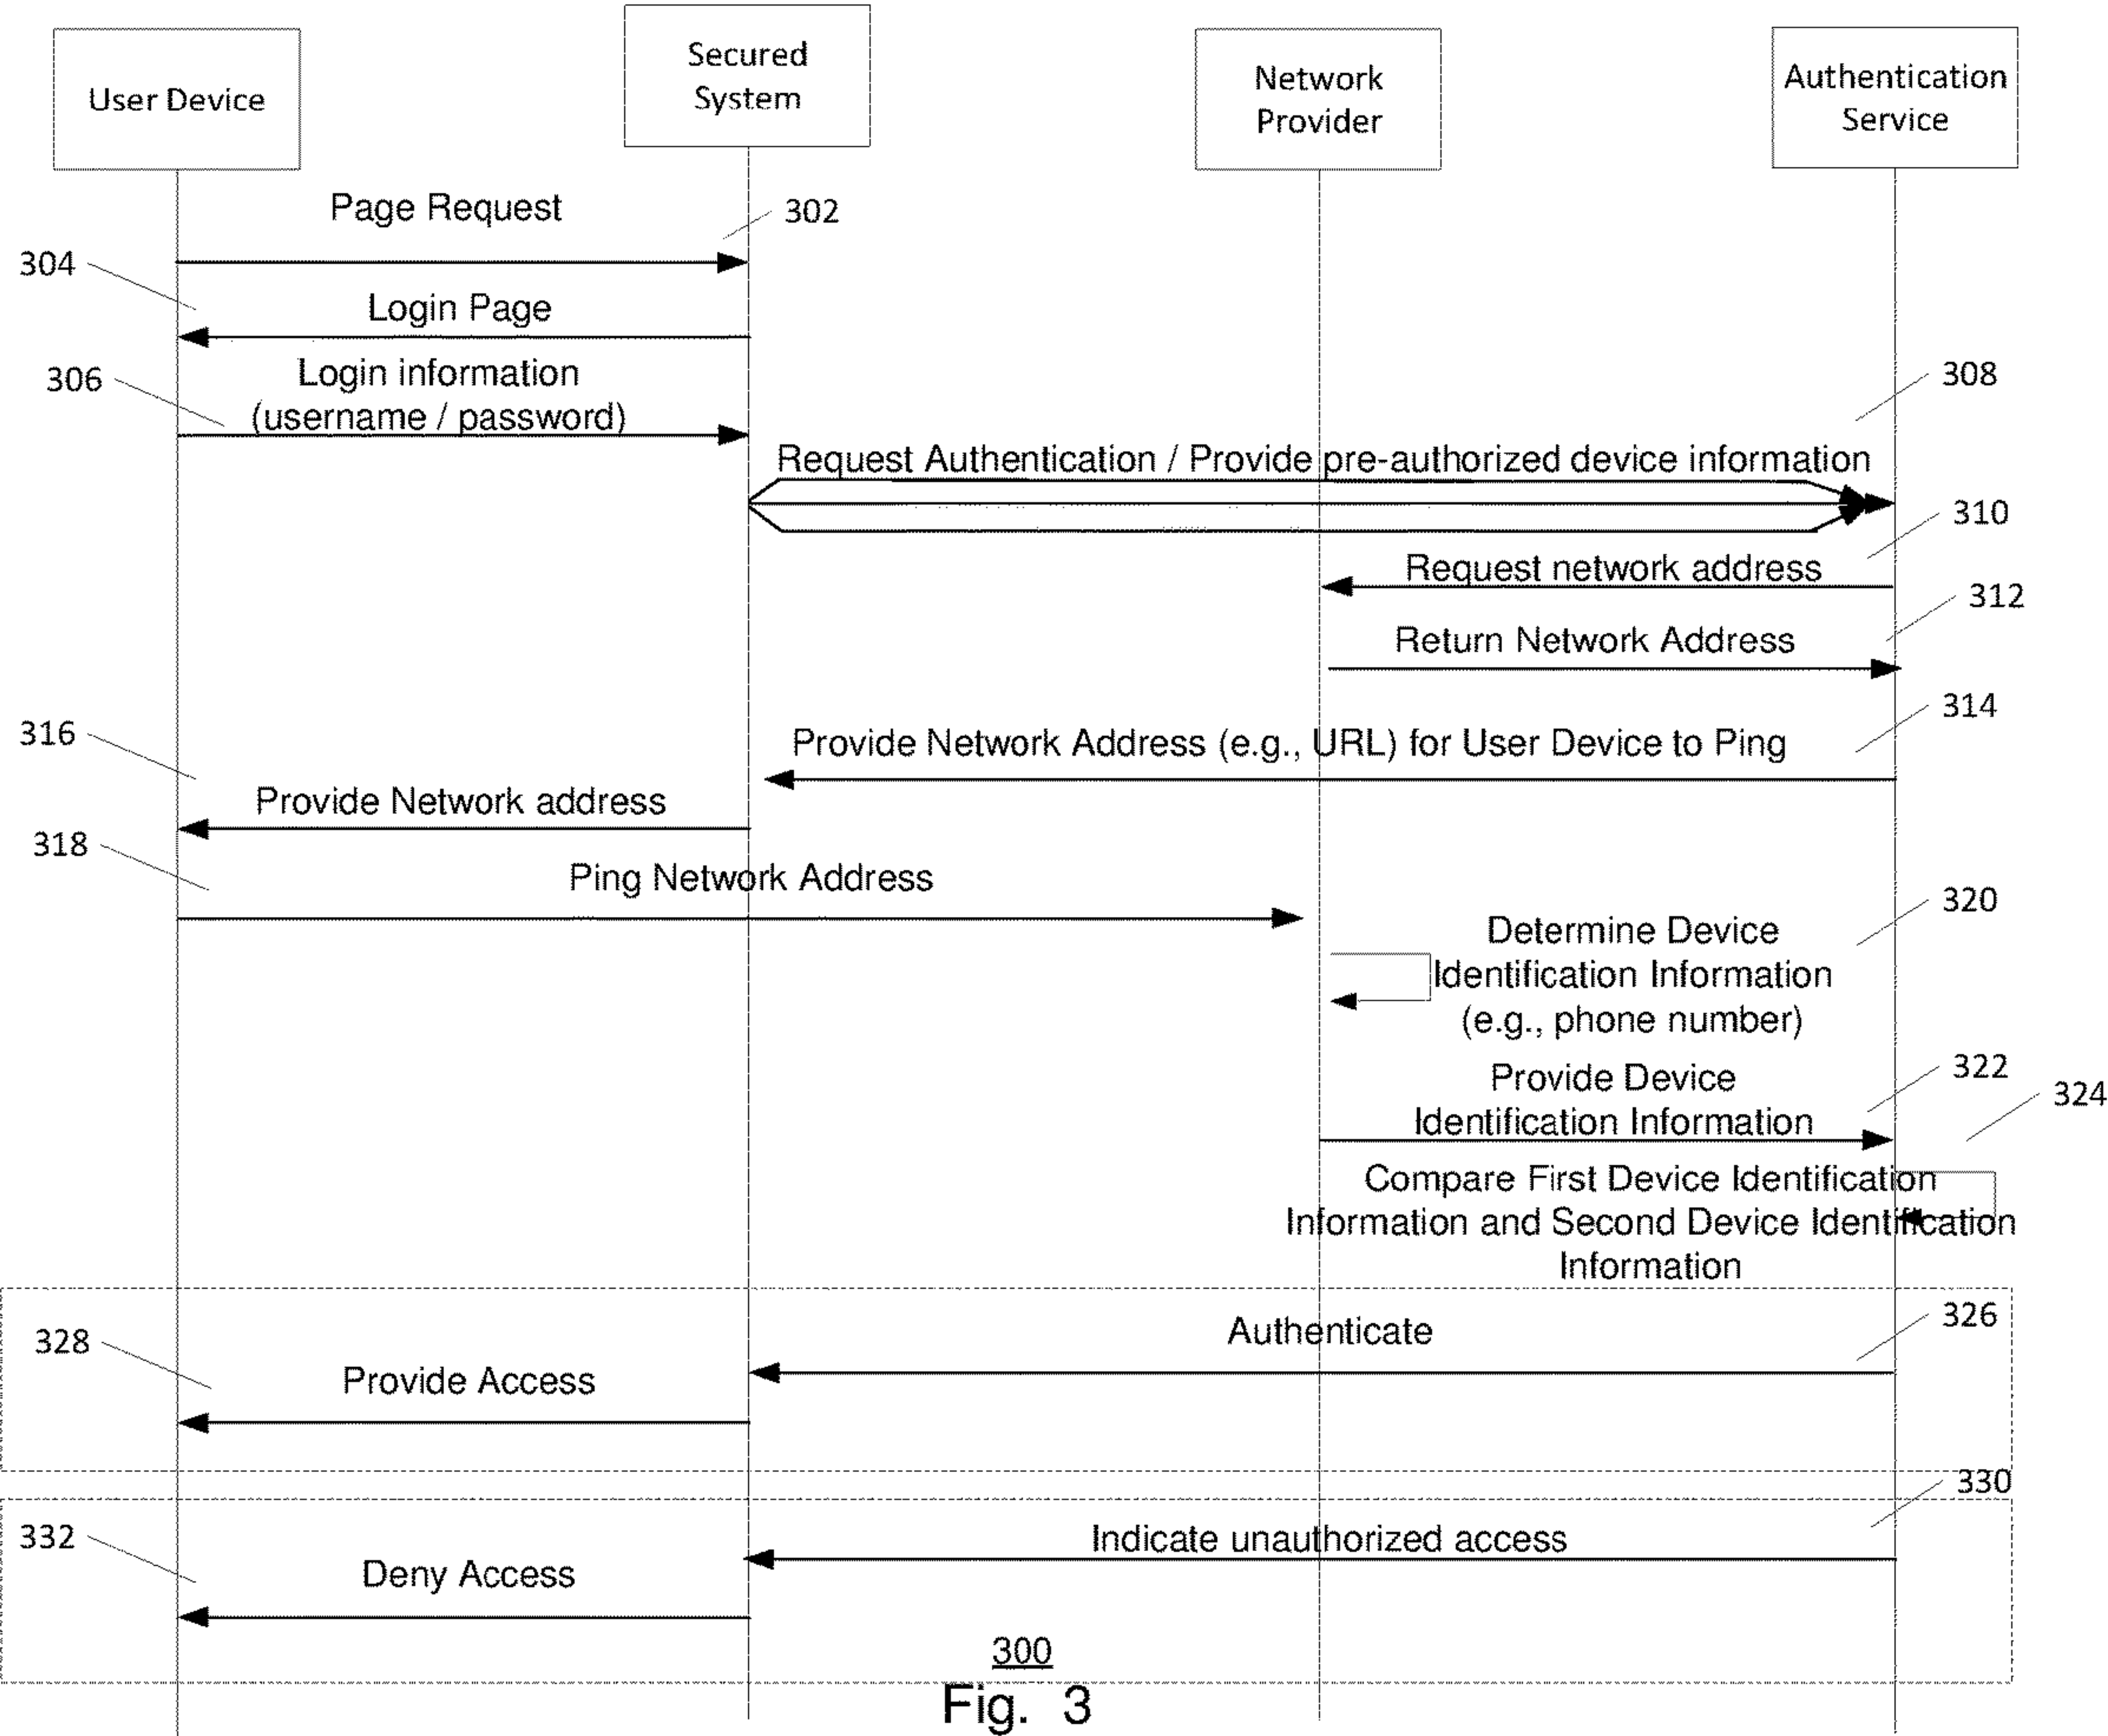 User Device
Secured
System
Network
Provider
Authentication
Service
Page Request
302
304
Login Page
306
Login information
(username / password)
308
Request Authentication / Provide pre-authorized device information
310
Request network address
312
Return Network Address
314
Provide Network Address (e.g., URL) for User Device to Ping
316
Provide Network address
318
Ping Network Address
320
Determine Device
Identification Information
(e.g., phone number)
322
Provide Device
Identification Information
324
Compare First Device Identification
Information and Second Device Identification
Information
326
Authenticate
328
Provide Access
330
Indicate unauthorized access
332
Deny Access
300
Fig. 3